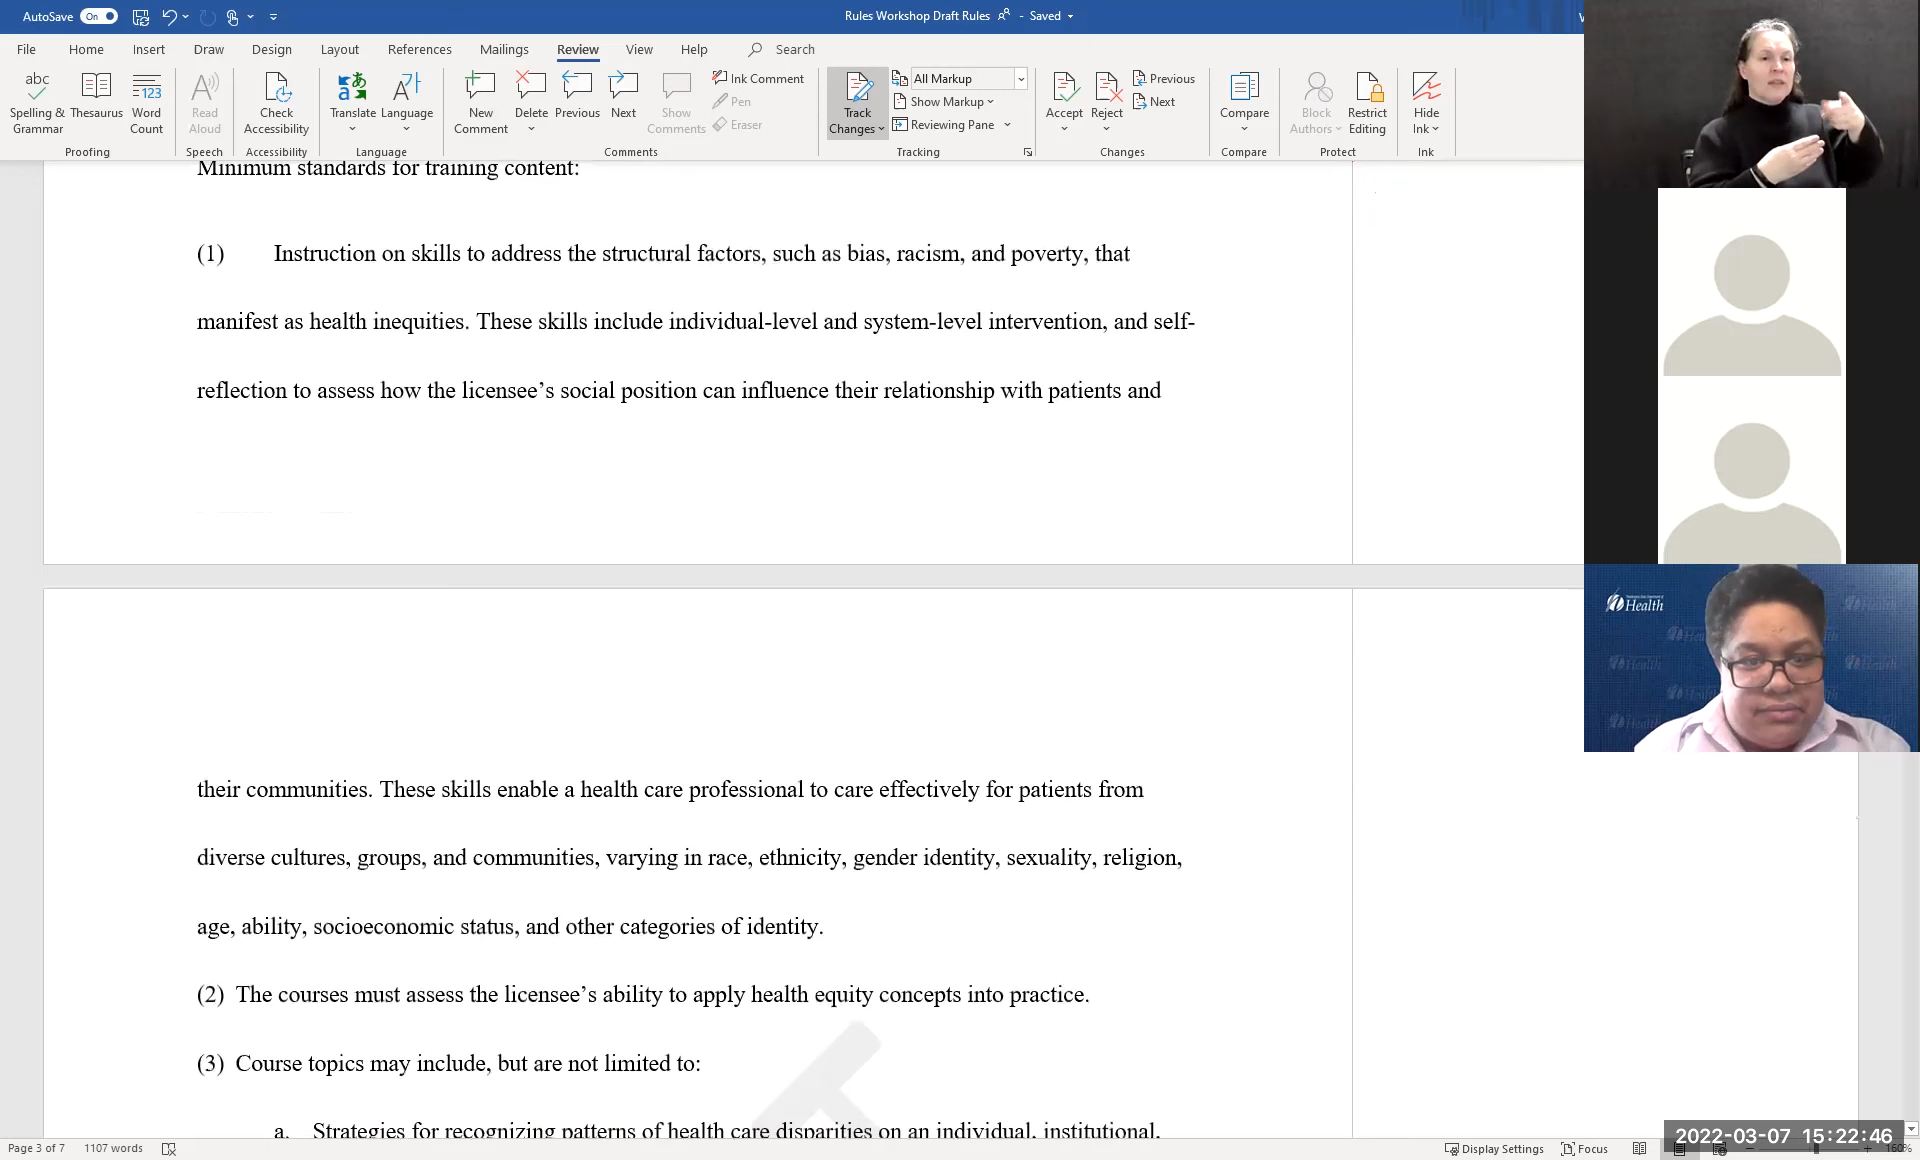 AutoSave On Rules Workshop Draft Rules - Saved
File Home Insert Draw Design Layout References Mailings Review View Help Search
abc Spelling & Grammar
Thesaurus
123 Word Count
Proofing
Read Aloud
Speech
Check Accessibility
Accessibility
Translate
Language
Language
New Comment
Delete
Previous
Next
Show Comments
Ink Comment
Pen
Eraser
Comments
Track Changes
All Markup
Show Markup
Reviewing Pane
Tracking
Accept
Reject
Previous
Next
Changes
Compare
Compare
Block Authors
Restrict Editing
Protect
Hide Ink
Ink
Minimum standards for training content:
(1) Instruction on skills to address the structural factors, such as bias, racism, and poverty, that
manifest as health inequities. These skills include individual-level and system-level intervention, and self-
reflection to assess how the licensee’s social position can influence their relationship with patients and
their communities. These skills enable a health care professional to care effectively for patients from
diverse cultures, groups, and communities, varying in race, ethnicity, gender identity, sexuality, religion,
age, ability, socioeconomic status, and other categories of identity.
(2) The courses must assess the licensee’s ability to apply health equity concepts into practice.
(3) Course topics may include, but are not limited to:
a. Strategies for recognizing patterns of health care disparities on an individual, institutional,
Health
Page 3 of 7 1107 words
Display Settings Focus
2022-03-07 15:22:46
160%